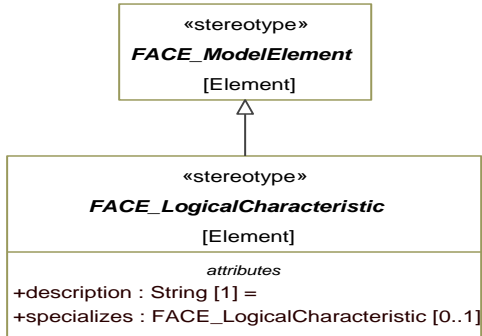 «stereotype»
FACE_ModelElement
[Element]
«stereotype»
FACE_LogicalCharacteristic
[Element]
attributes
+description : String [1] =
+specializes : FACE_LogicalCharacteristic [0..1]